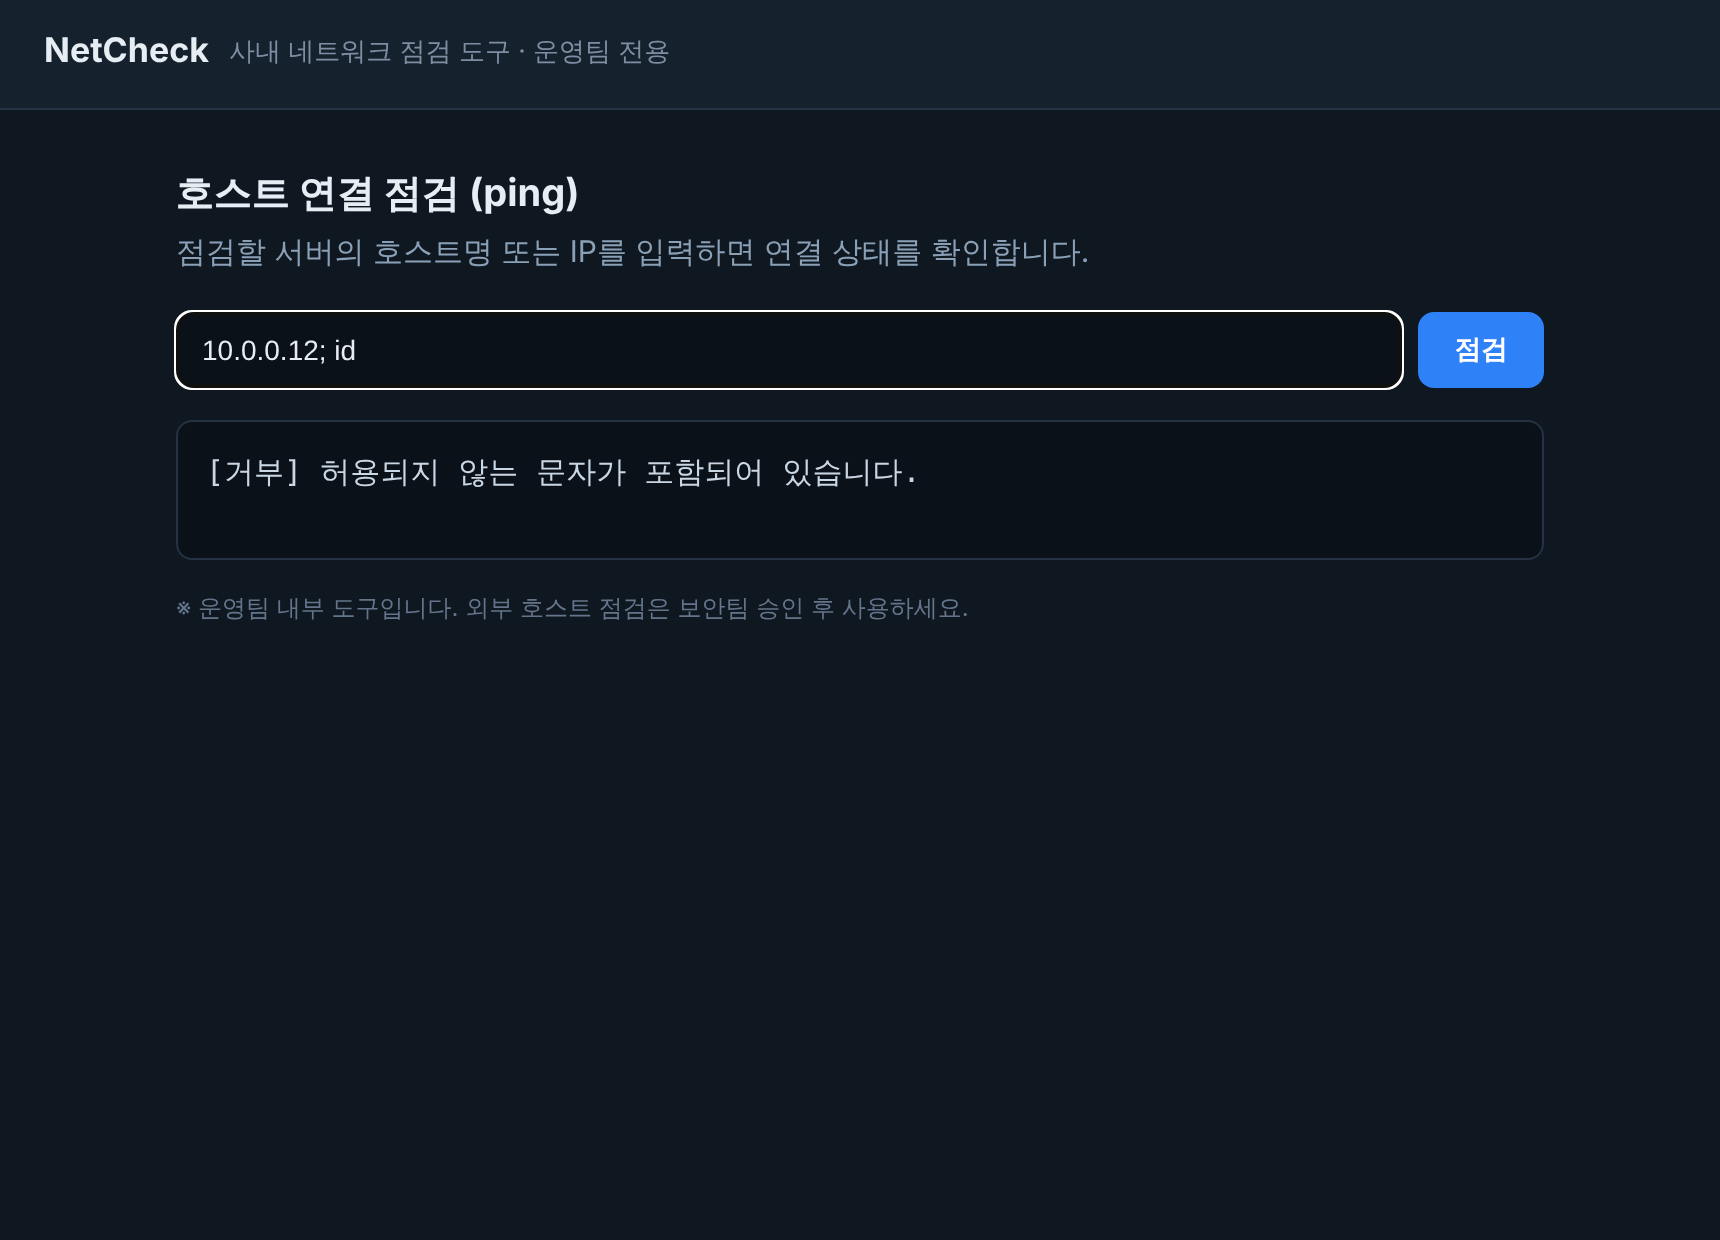 NetCheck 사내 네트워크 점검 도구 · 운영팀 전용
호스트 연결 점검 (ping)
점검할 서버의 호스트명 또는 IP를 입력하면 연결 상태를 확인합니다.
10.0.0.12; id
점검
[거부] 허용되지 않는 문자가 포함되어 있습니다.
※ 운영팀 내부 도구입니다. 외부 호스트 점검은 보안팀 승인 후 사용하세요.